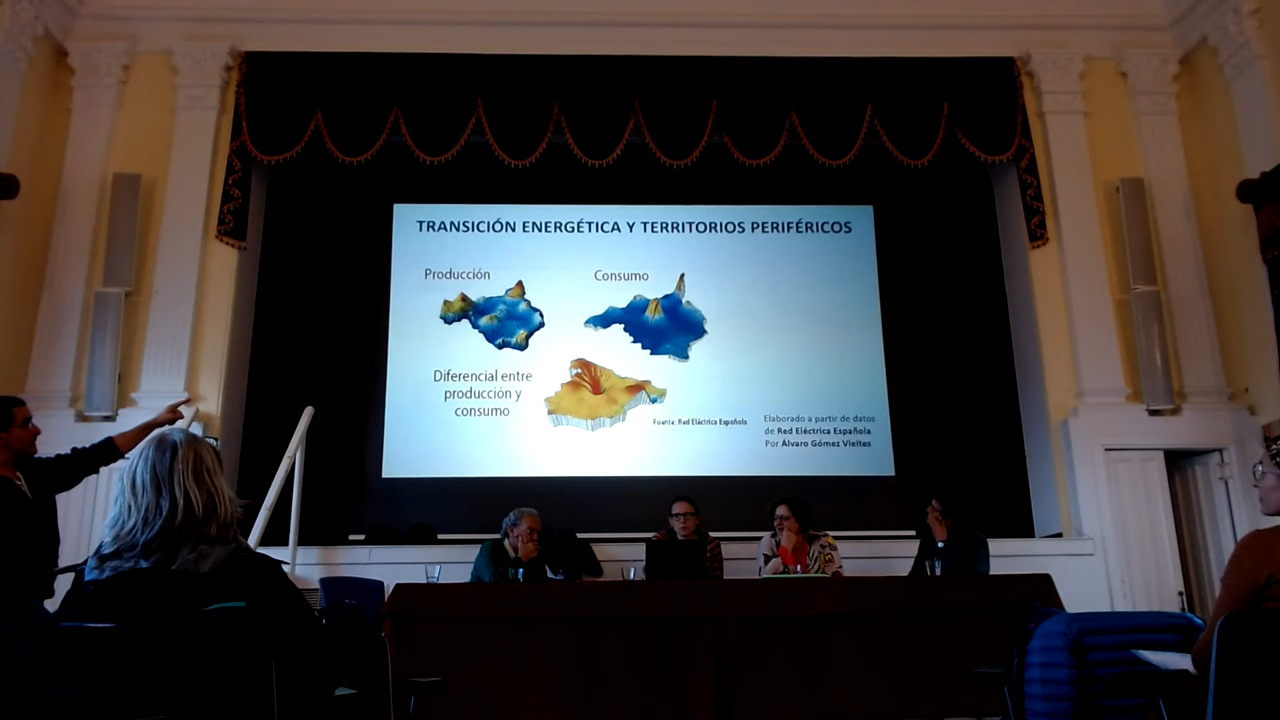 TRANSICIÓN ENERGÉTICA Y TERRITORIOS PERIFÉRICOS
Producción
Consumo
Diferencial entre
producción y
consumo
Fuente: Red Eléctrica Española
Elaborado a partir de datos
de Red Eléctrica Española.
Por Álvaro Gómez Vieites